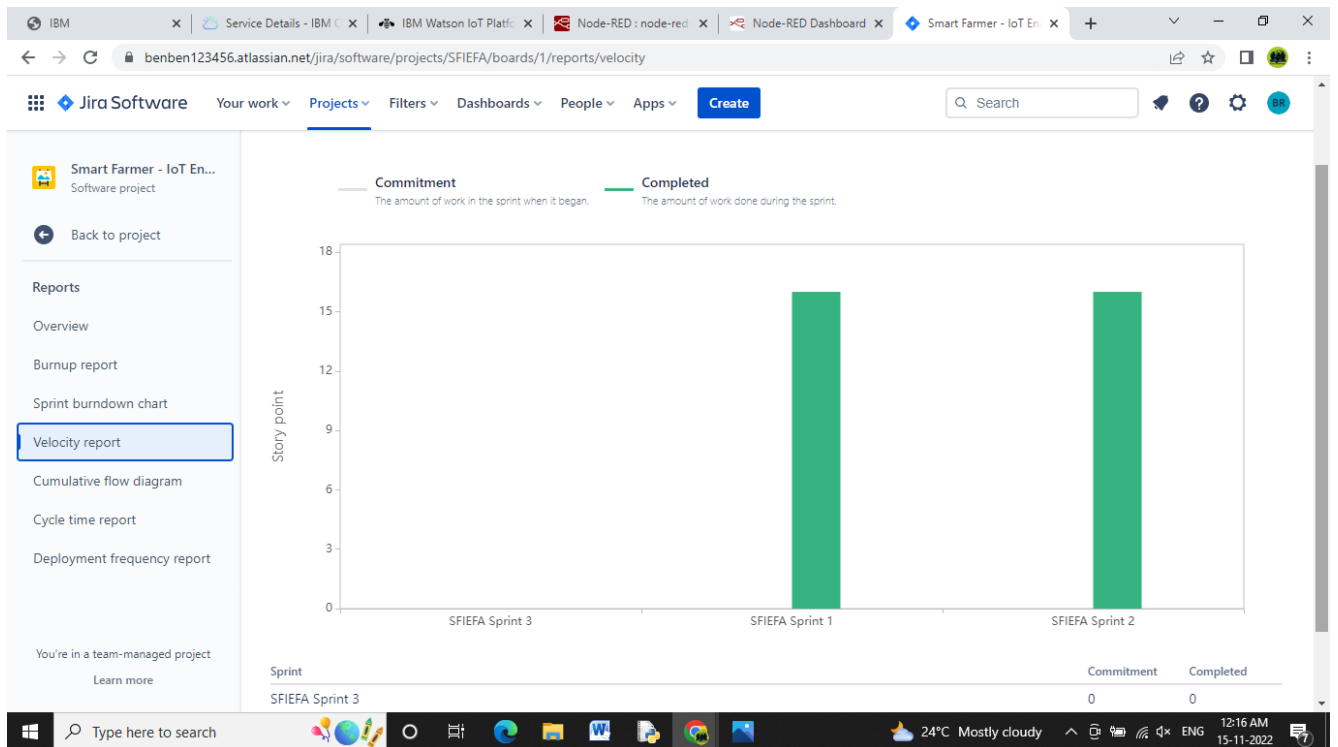 IBM
Service Details - IBM C
IBM Watson IoT Platfo
Node-RED : node-red
Node-RED Dashboard
Smart Farmer - IoT En
benben123456.atlassian.net/jira/software/projects/SFIEFA/boards/1/reports/velocity
Jira Software
Your work
Projects
Filters
Dashboards
People
Apps
Create
Search
BR
Smart Farmer - IoT En...
Software project
Back to project
Reports
Overview
Burnup report
Sprint burndown chart
Velocity report
Cumulative flow diagram
Cycle time report
Deployment frequency report
You're in a team-managed project
Learn more
Commitment
The amount of work in the sprint when it began.
Completed
The amount of work done during the sprint.
Story point
18
15
12
9
6
3
0
SFIEFA Sprint 3
SFIEFA Sprint 1
SFIEFA Sprint 2
Sprint Commitment Completed
SFIEFA Sprint 3 0 0
Type here to search
24°C Mostly cloudy
ENG
12:16 AM
15-11-2022
7